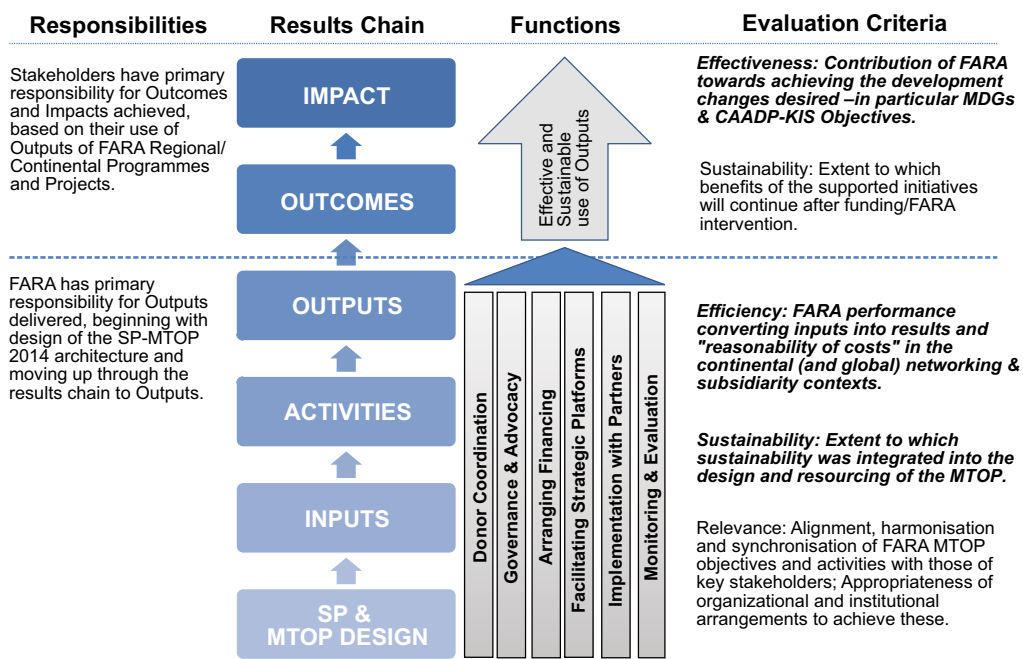 Responsibilities
Results Chain
Functions
Evaluation Criteria
Stakeholders have primary
responsibility for Outcomes
and Impacts achieved,
based on their use of
Outputs of FARA Regional/
Continental Programmes
and Projects.
FARA has primary
responsibility for Outputs
delivered, beginning with
design of the SP-MTOP
2014 architecture and
moving up through the
results chain to Outputs.
IMPACT
OUTCOMES
OUTPUTS
ACTIVITIES
INPUTS
SP &
MTOP DESIGN
Effective and
Sustainable
use of Outputs
Donor Coordination
Governance & Advocacy
Arranging Financing
Facilitating Strategic Platforms
Implementation with Partners
Monitoring & Evaluation
Effectiveness: Contribution of FARA
towards achieving the development
changes desired –in particular MDGs
& CAADP-KIS Objectives.
Sustainability: Extent to which
benefits of the supported initiatives
will continue after funding/FARA
intervention.
Efficiency: FARA performance
converting inputs into results and
"reasonability of costs" in the
continental (and global) networking &
subsidiarity contexts.
Sustainability: Extent to which
sustainability was integrated into the
design and resourcing of the MTOP.
Relevance: Alignment, harmonisation
and synchronisation of FARA MTOP
objectives and activities with those of
key stakeholders; Appropriateness of
organizational and institutional
arrangements to achieve these.